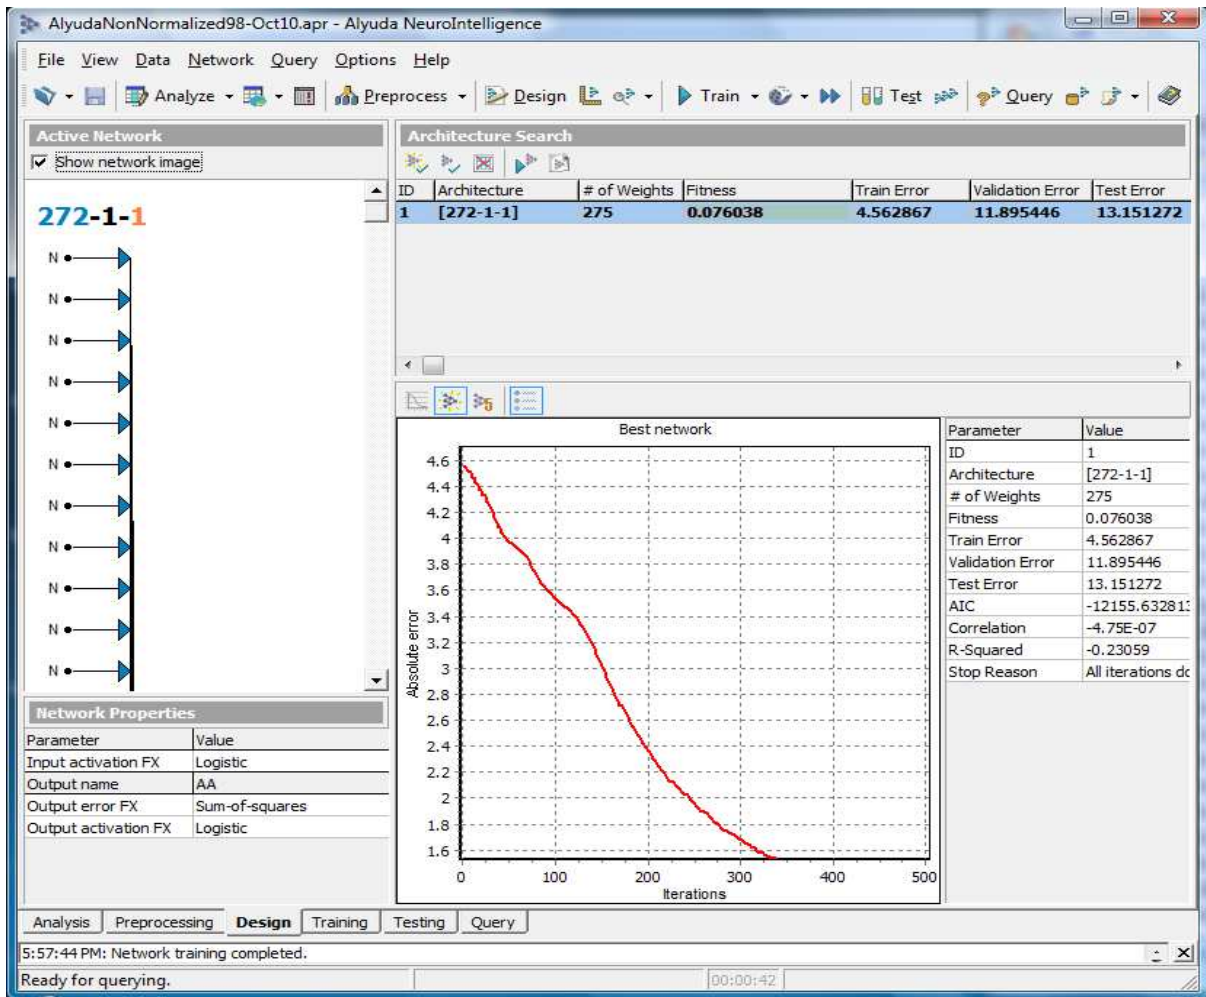 AlyudaNonNormalized98-Oct10.apr - Alyuda NeuroIntelligence
File View Data Network Query Options Help
Analyze Preprocess Design Train Test Query
Active Network
Show network image
272-1-1
N
N
N
N
N
N
N
N
N
N
N
Network Properties
Parameter Value
Input activation FX Logistic
Output name AA
Output error FX Sum-of-squares
Output activation FX Logistic
Architecture Search
ID Architecture # of Weights Fitness Train Error Validation Error Test Error
1 [272-1-1] 275 0.076038 4.562867 11.895446 13.151272
Best network
Absolute error
4.6
4.4
4.2
4
3.8
3.6
3.4
3.2
3
2.8
2.6
2.4
2.2
2
1.8
1.6
0 100 200 300 400 500
Iterations
Parameter Value
ID 1
Architecture [272-1-1]
# of Weights 275
Fitness 0.076038
Train Error 4.562867
Validation Error 11.895446
Test Error 13.151272
AIC -12155.632813
Correlation -4.75E-07
R-Squared -0.23059
Stop Reason All iterations dc
Analysis Preprocessing Design Training Testing Query
5:57:44 PM: Network training completed.
Ready for querying. 00:00:42